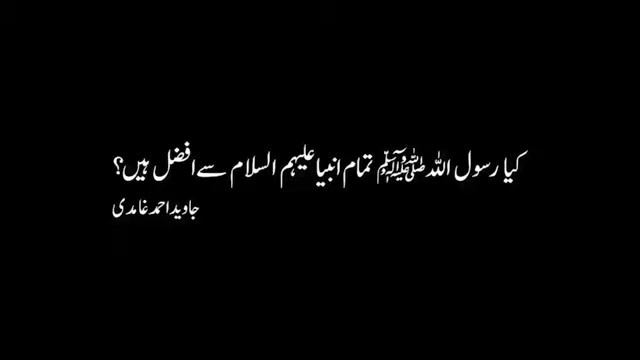 کیا رسول اللہ ﷺ تمام انبیا علیہم السلام سے افضل ہیں؟
جاوید احمد غامدی